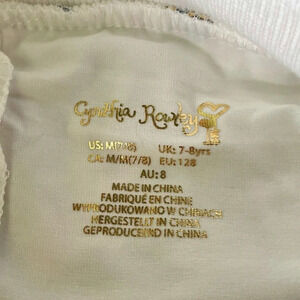 Cynthia Rowley
US: M(7/8) UK: 7-8yrs
CA: M/M(7/8) EU: 128
AU: 8
MADE IN CHINA
FABRIQUÉ EN CHINE
WYPRODUKOWANO W CHINACH
HERGESTELLT IN CHINA
GEPRODUCEERD IN CHINA